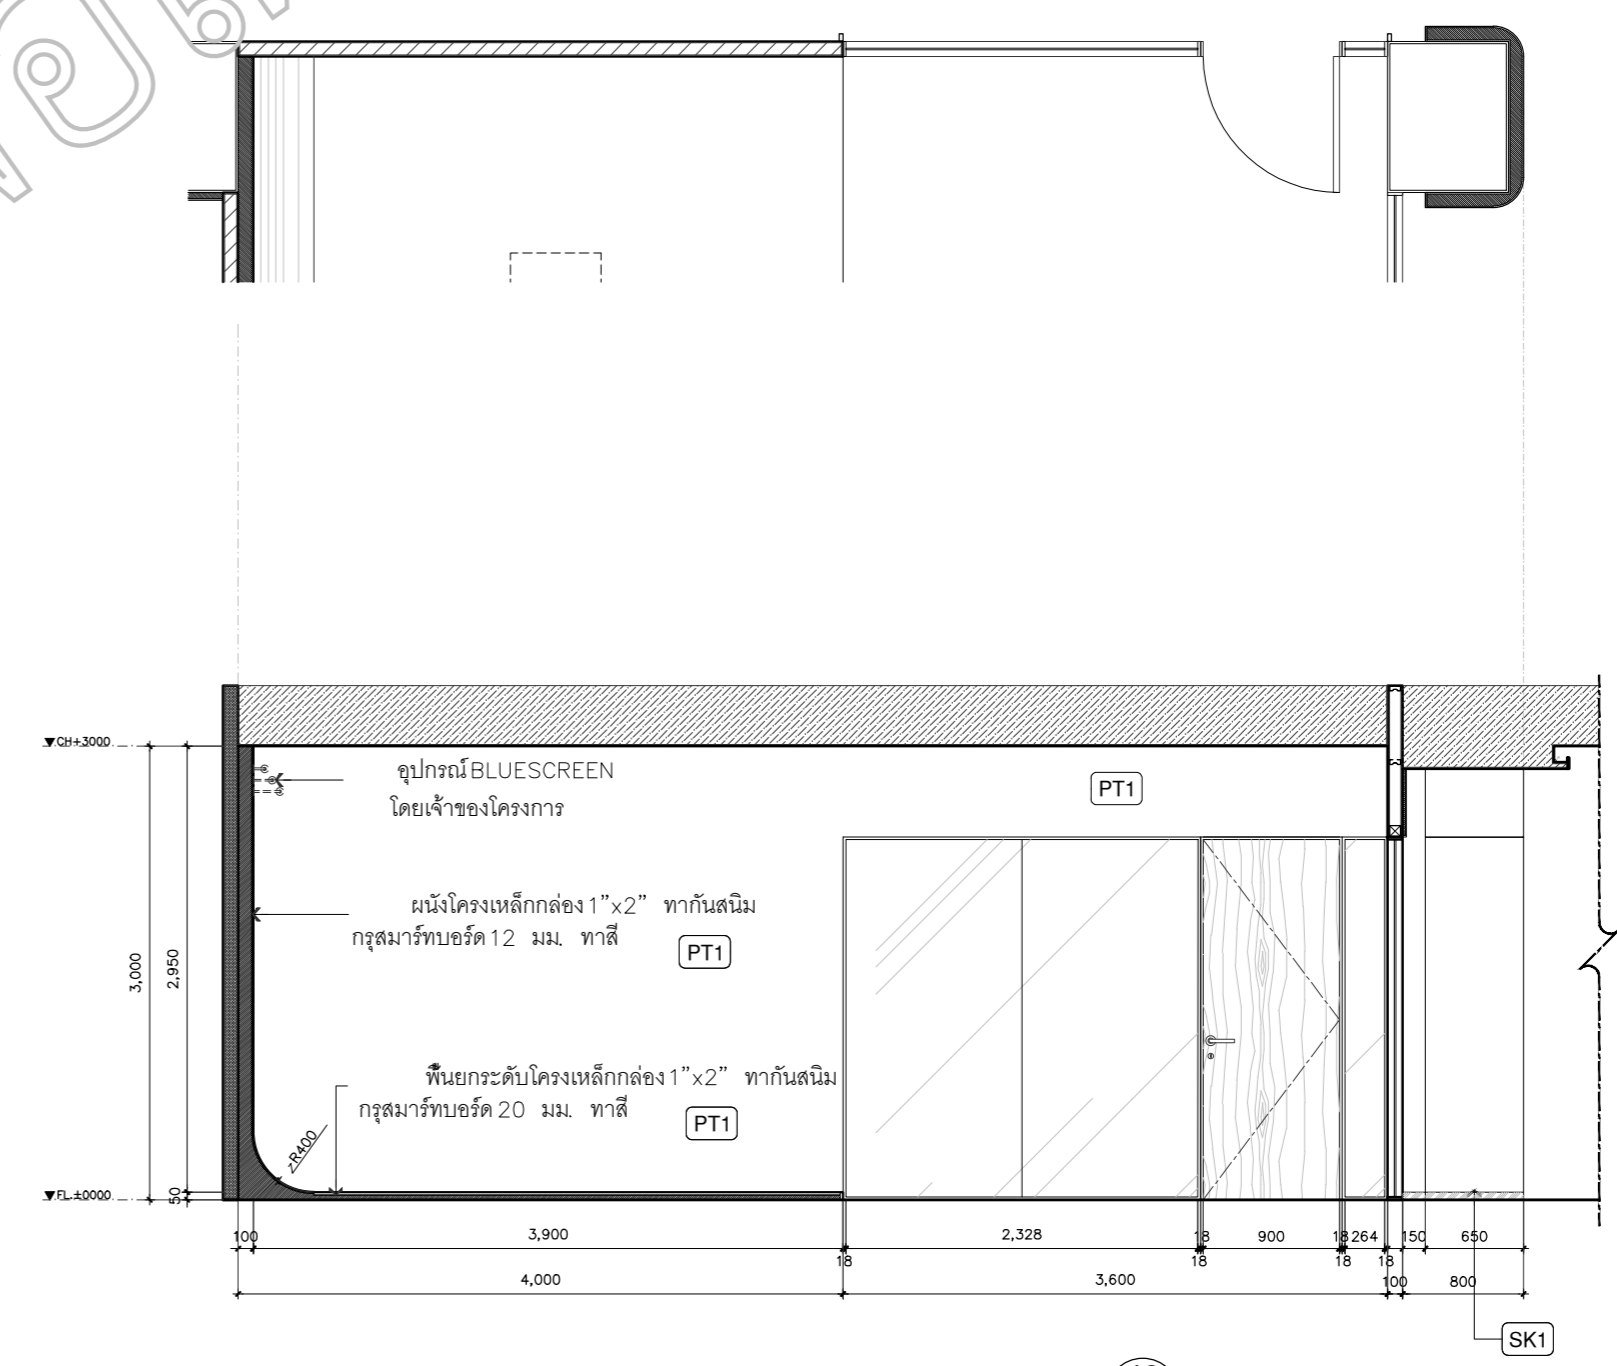 CH+3000
อุปกรณ์ BLUESCREEN
โดยเจ้าของโครงการ
PT1
ผนังโครงเหล็กกล่อง 1”x2” ทากันสนิม
กรุสมาร์ทบอร์ด 12 มม. ทาสี
PT1
3,000
2,950
พื้นยกระดับโครงเหล็กกล่อง 1”x2” ทากันสนิม
กรุสมาร์ทบอร์ด 20 มม. ทาสี
PT1
R400
FL.±0000
50
100 3,900 2,328 18 900 18 264 150 650
18 18 18 18
4,000 3,600 100 800
SK1